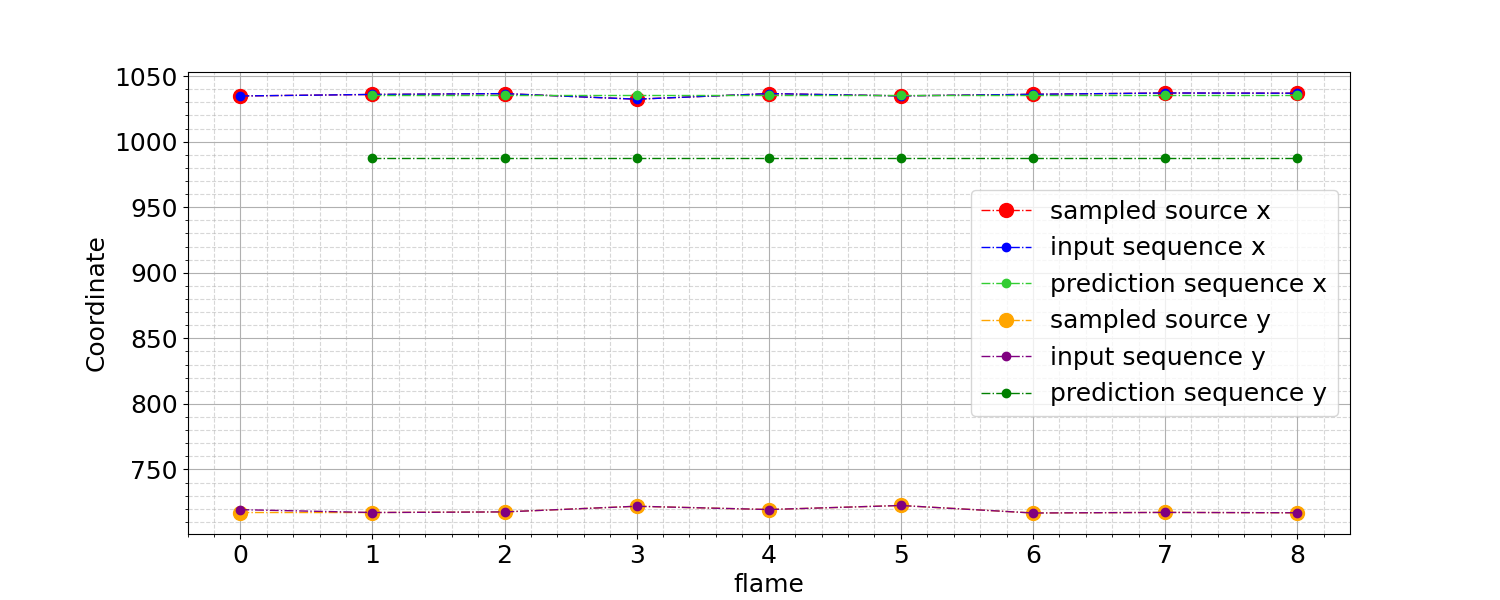 1050
1000
950
900
850
800
750
Coordinate
0 1 2 3 4 5 6 7 8
flame
sampled source x
input sequence x
prediction sequence x
sampled source y
input sequence y
prediction sequence y